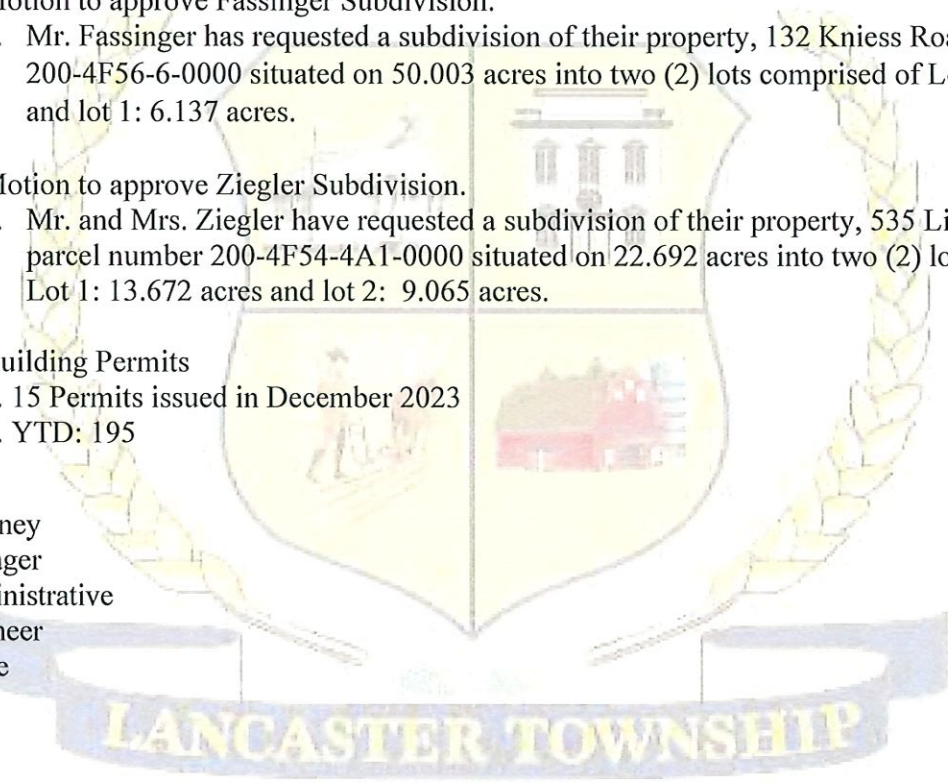 otion to approve Fassinger Subdivision.
Mr. Fassinger has requested a subdivision of their property, 132 Kniess Roa
200-4F56-6-0000 situated on 50.003 acres into two (2) lots comprised of L
and lot 1: 6.137 acres.
otion to approve Ziegler Subdivision.
Mr. and Mrs. Ziegler have requested a subdivision of their property, 535 Li
parcel number 200-4F54-4A1-0000 situated on 22.692 acres into two (2) lo
Lot 1: 13.672 acres and lot 2: 9.065 acres.
uilding Permits
. 15 Permits issued in December 2023
. YTD: 195
ney
ger
inistrative
neer
e
LANCASTER TOWNSHIP